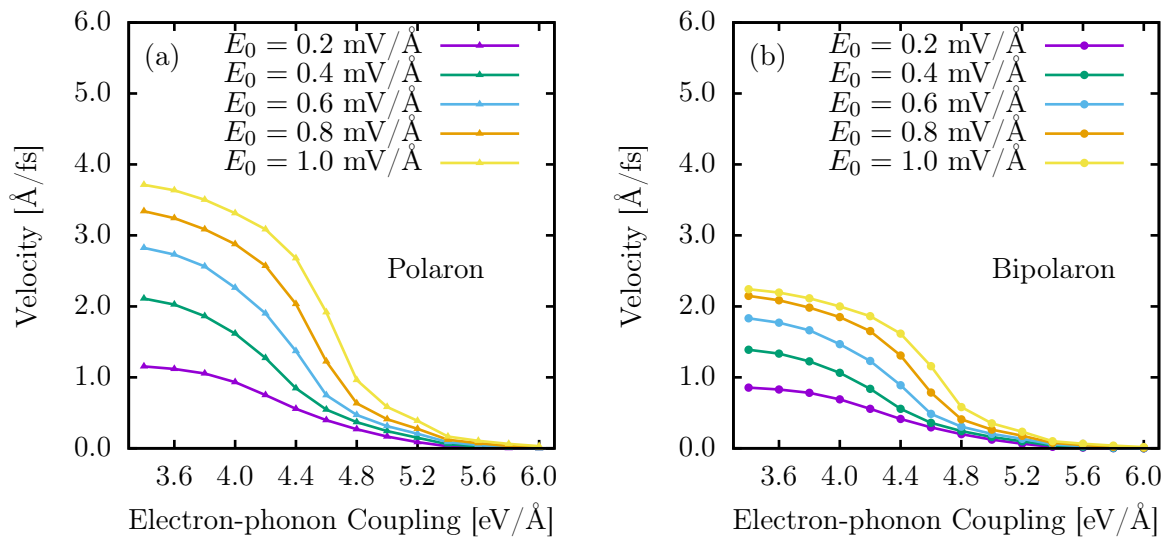 (a)
E₀ = 0.2 mV/Å
E₀ = 0.4 mV/Å
E₀ = 0.6 mV/Å
E₀ = 0.8 mV/Å
E₀ = 1.0 mV/Å
Polaron
Velocity [Å/fs]
6.0
5.0
4.0
3.0
2.0
1.0
0.0
3.6 4.0 4.4 4.8 5.2 5.6 6.0
Electron-phonon Coupling [eV/Å]
(b)
E₀ = 0.2 mV/Å
E₀ = 0.4 mV/Å
E₀ = 0.6 mV/Å
E₀ = 0.8 mV/Å
E₀ = 1.0 mV/Å
Bipolaron
Velocity [Å/fs]
6.0
5.0
4.0
3.0
2.0
1.0
0.0
3.6 4.0 4.4 4.8 5.2 5.6 6.0
Electron-phonon Coupling [eV/Å]